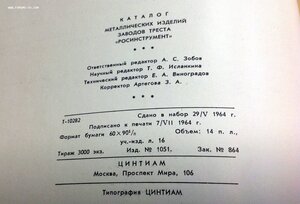 КАТАЛОГ
МЕТАЛЛИЧЕСКИХ ИЗДЕЛИЙ
ЗАВОДОВ ТРЕСТА
«РОСИНСТРУМЕНТ»
* * *
Ответственный редактор А. С. Зобов
Научный редактор Т. Ф. Исленкина
Технический редактор Е. А. Виноградов
Корректор Артегова З. А.
Т-10282 Сдано в набор 29/V 1964 г.
Подписано к печати 7/VII 1964 г.
Формат бумаги 60×90⅛ Объем: 14 п. л.,
уч.-изд. л. 16
Тираж 3000 экз. Изд. № 1051, Зак. № 864
ЦИНТИАМ
Москва, Проспект Мира, 106
Типография ЦИНТИАМ